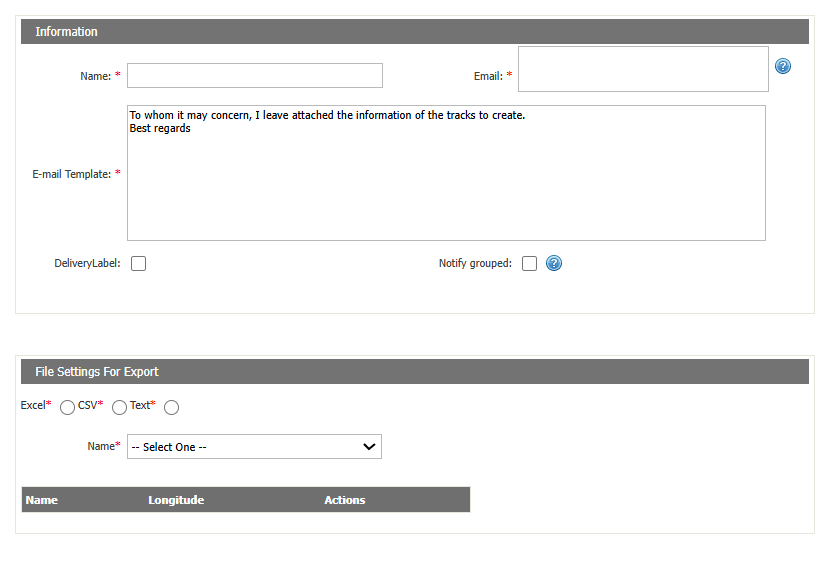 Information
Name: *
Email: *
To whom it may concern, I leave attached the information of the tracks to create.
Best regards
E-mail Template: *
DeliveryLabel:
Notify grouped:
File Settings For Export
Excel* CSV* Text*
Name* -- Select One --
Name Longitude Actions